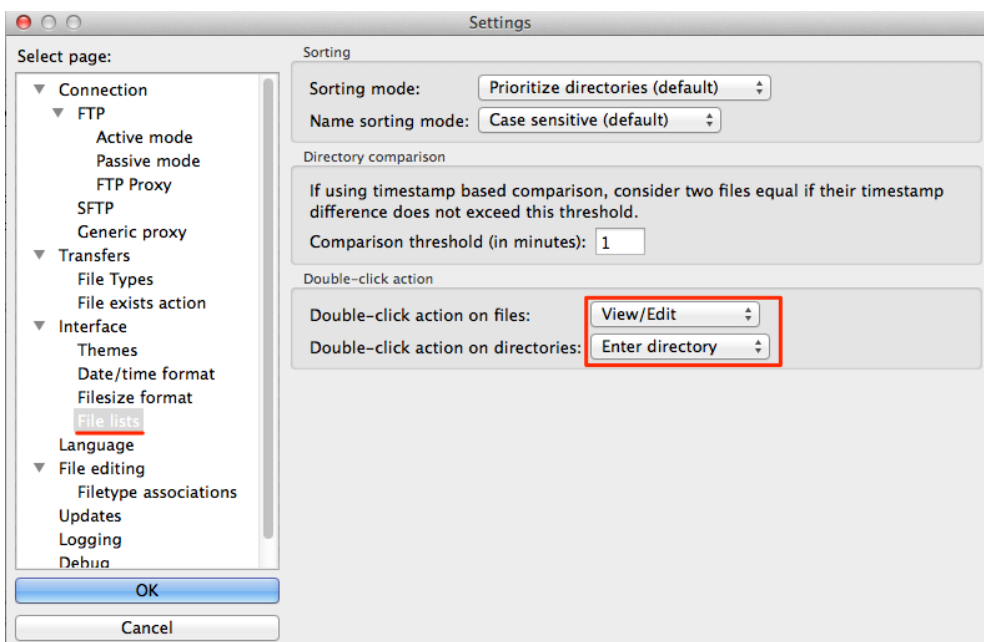 Settings
Select page:
Connection
FTP
Active mode
Passive mode
FTP Proxy
SFTP
Generic proxy
Transfers
File Types
File exists action
Interface
Themes
Date/time format
Filesize format
File lists
Language
File editing
Filetype associations
Updates
Logging
Debug
OK
Cancel
Sorting
Sorting mode: Prioritize directories (default)
Name sorting mode: Case sensitive (default)
Directory comparison
If using timestamp based comparison, consider two files equal if their timestamp
difference does not exceed this threshold.
Comparison threshold (in minutes): 1
Double-click action
Double-click action on files: View/Edit
Double-click action on directories: Enter directory